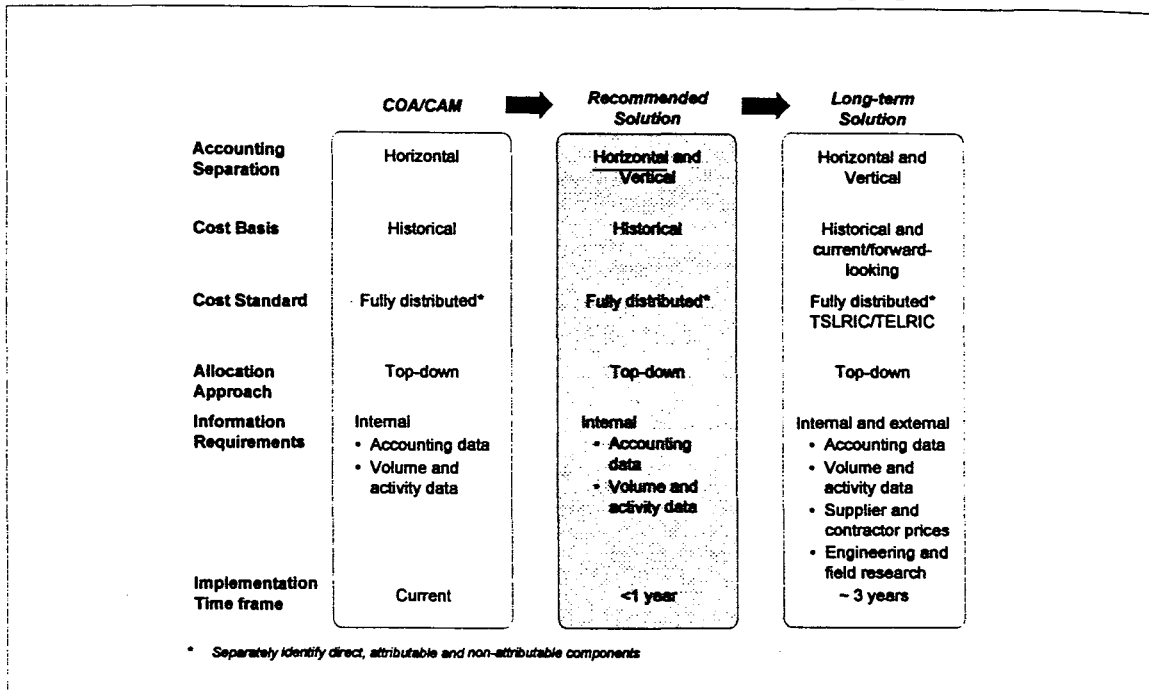 COA/CAM
Recommended
Solution
Long-term
Solution
Accounting
Separation
Horizontal
Horizontal and
Vertical
Horizontal and
Vertical
Cost Basis
Historical
Historical
Historical and
current/forward-
looking
Cost Standard
Fully distributed*
Fully distributed*
Fully distributed*
TSLRIC/TELRIC
Allocation
Approach
Top-down
Top-down
Top-down
Information
Requirements
Internal
• Accounting data
• Volume and
activity data
Internal
• Accounting
data
• Volume and
activity data
Internal and external
• Accounting data
• Volume and
activity data
• Supplier and
contractor prices
• Engineering and
field research
Implementation
Time frame
Current
<1 year
~ 3 years
* Separately identify direct, attributable and non-attributable components